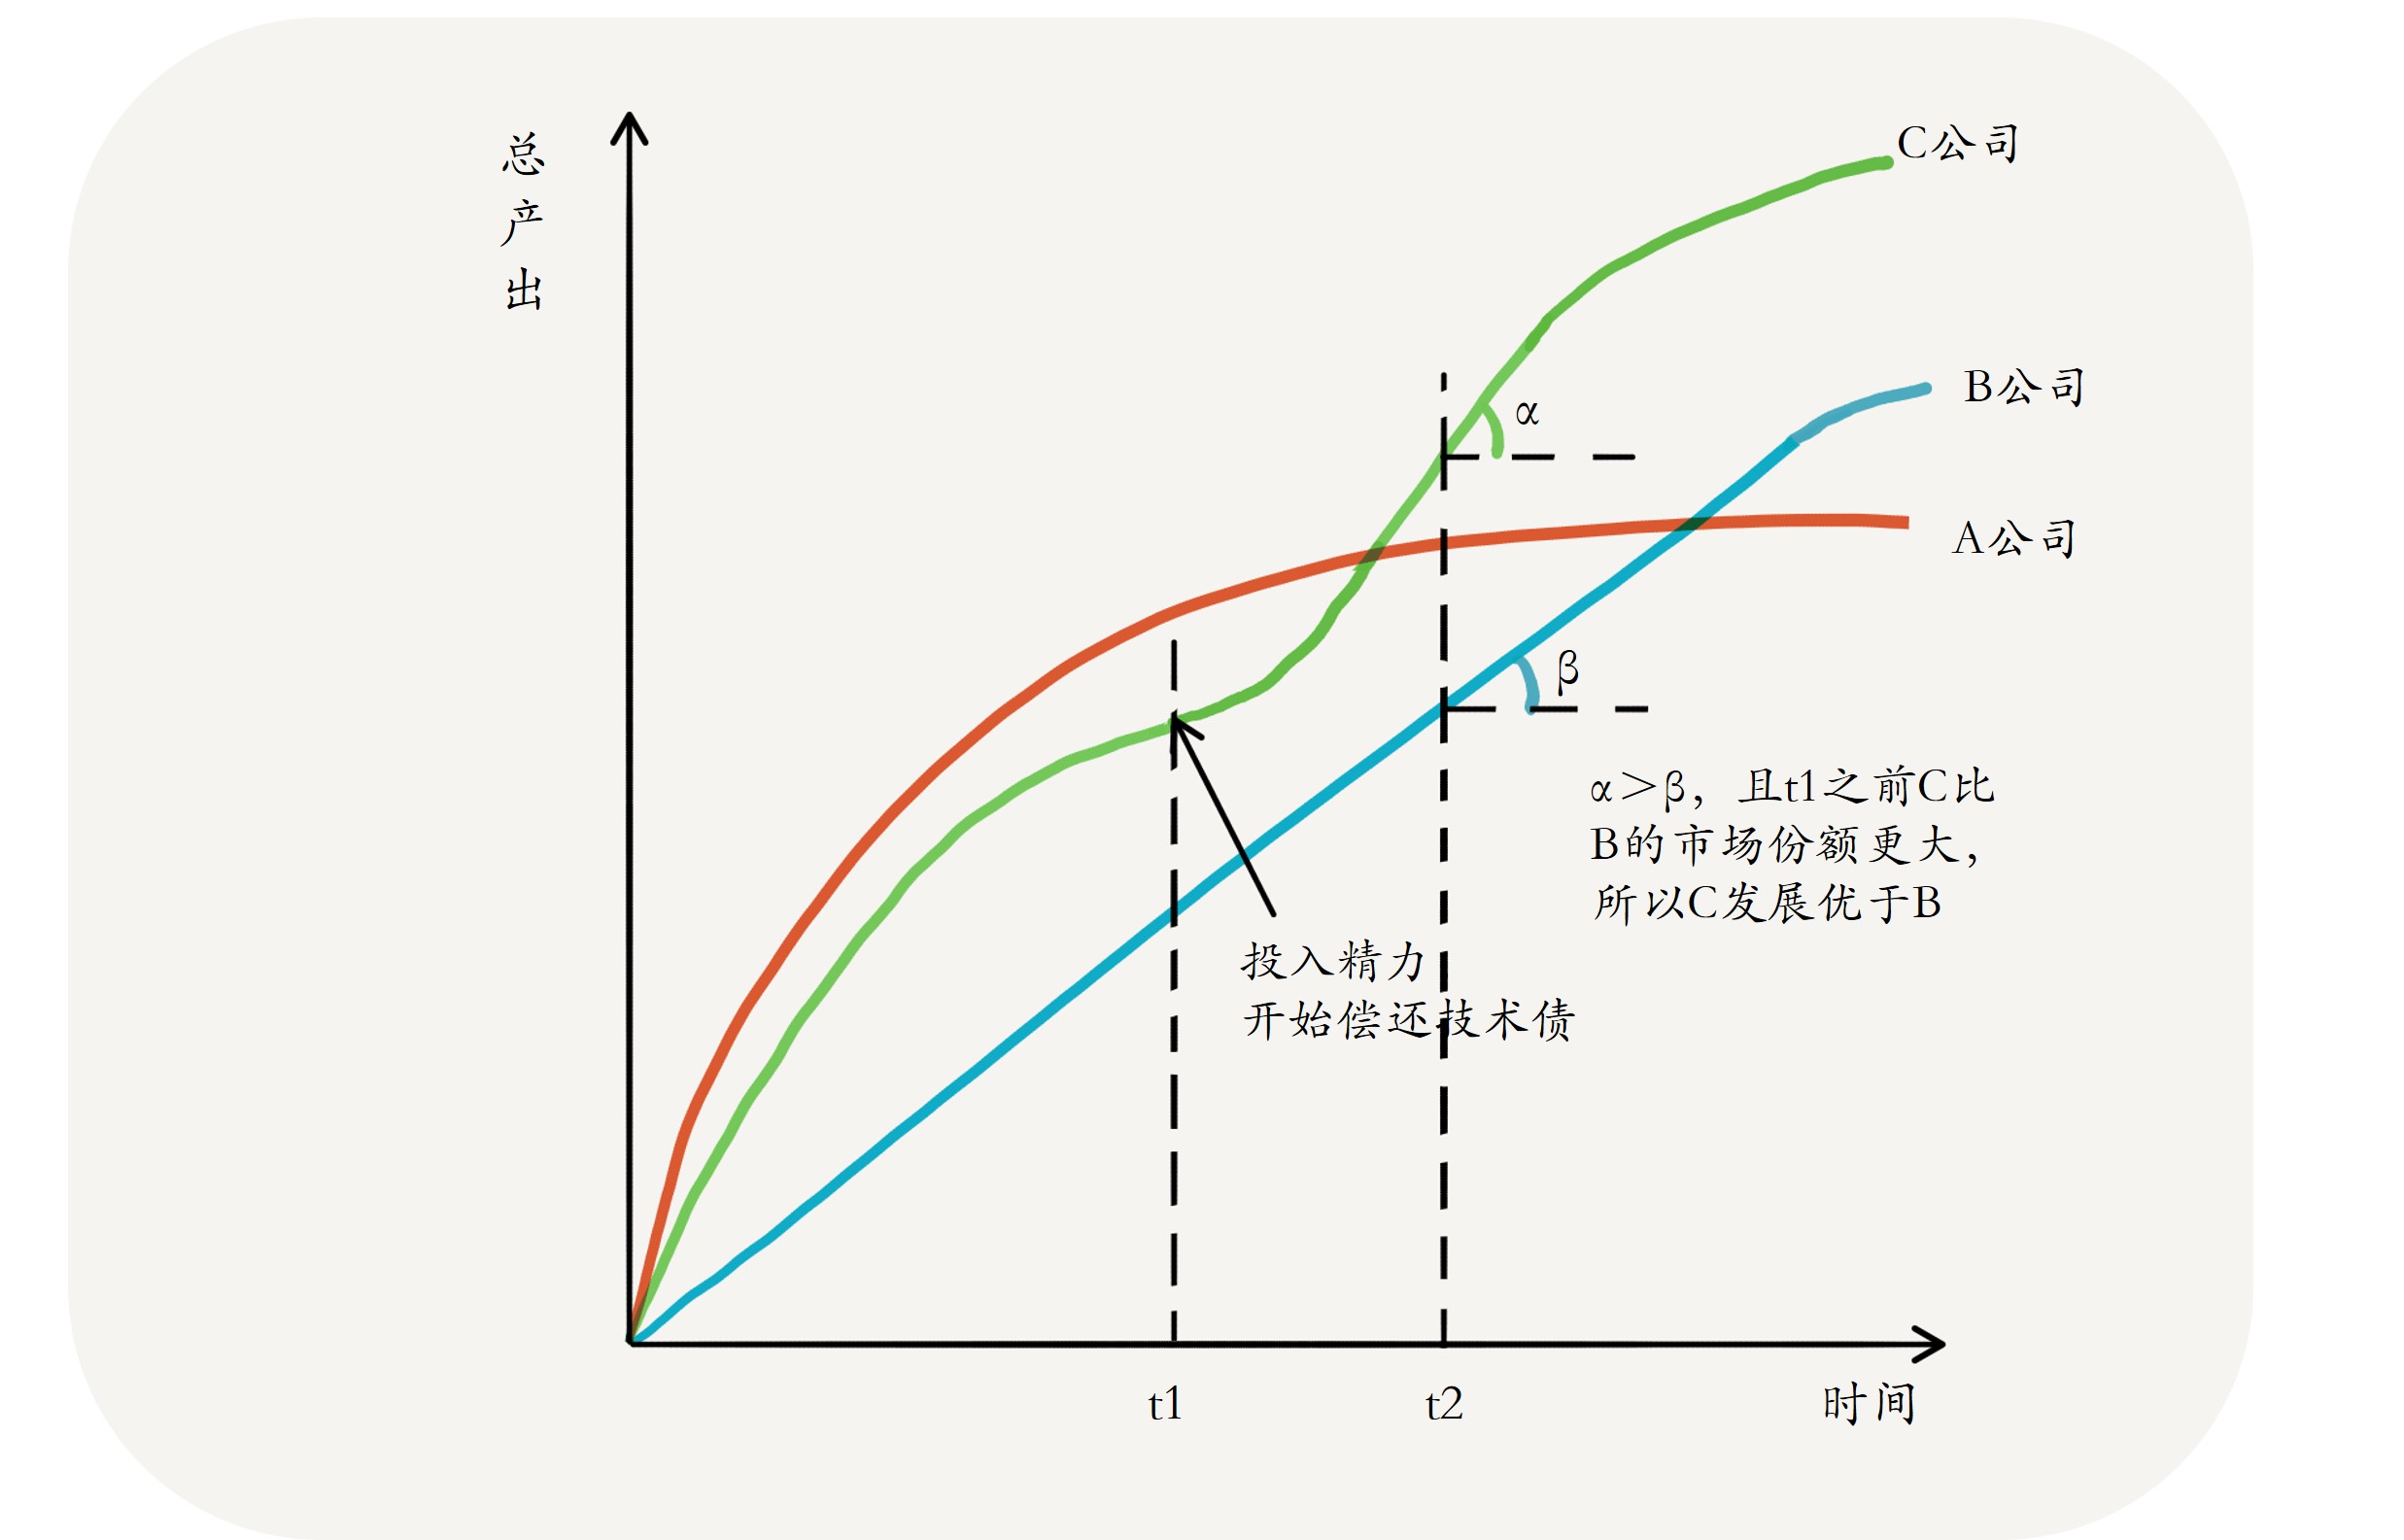 总
产
出
C公司
B公司
A公司
α
β
α>β，且t1之前C比
B的市场份额更大，
所以C发展优于B
投入精力
开始偿还技术债
t1
t2
时间